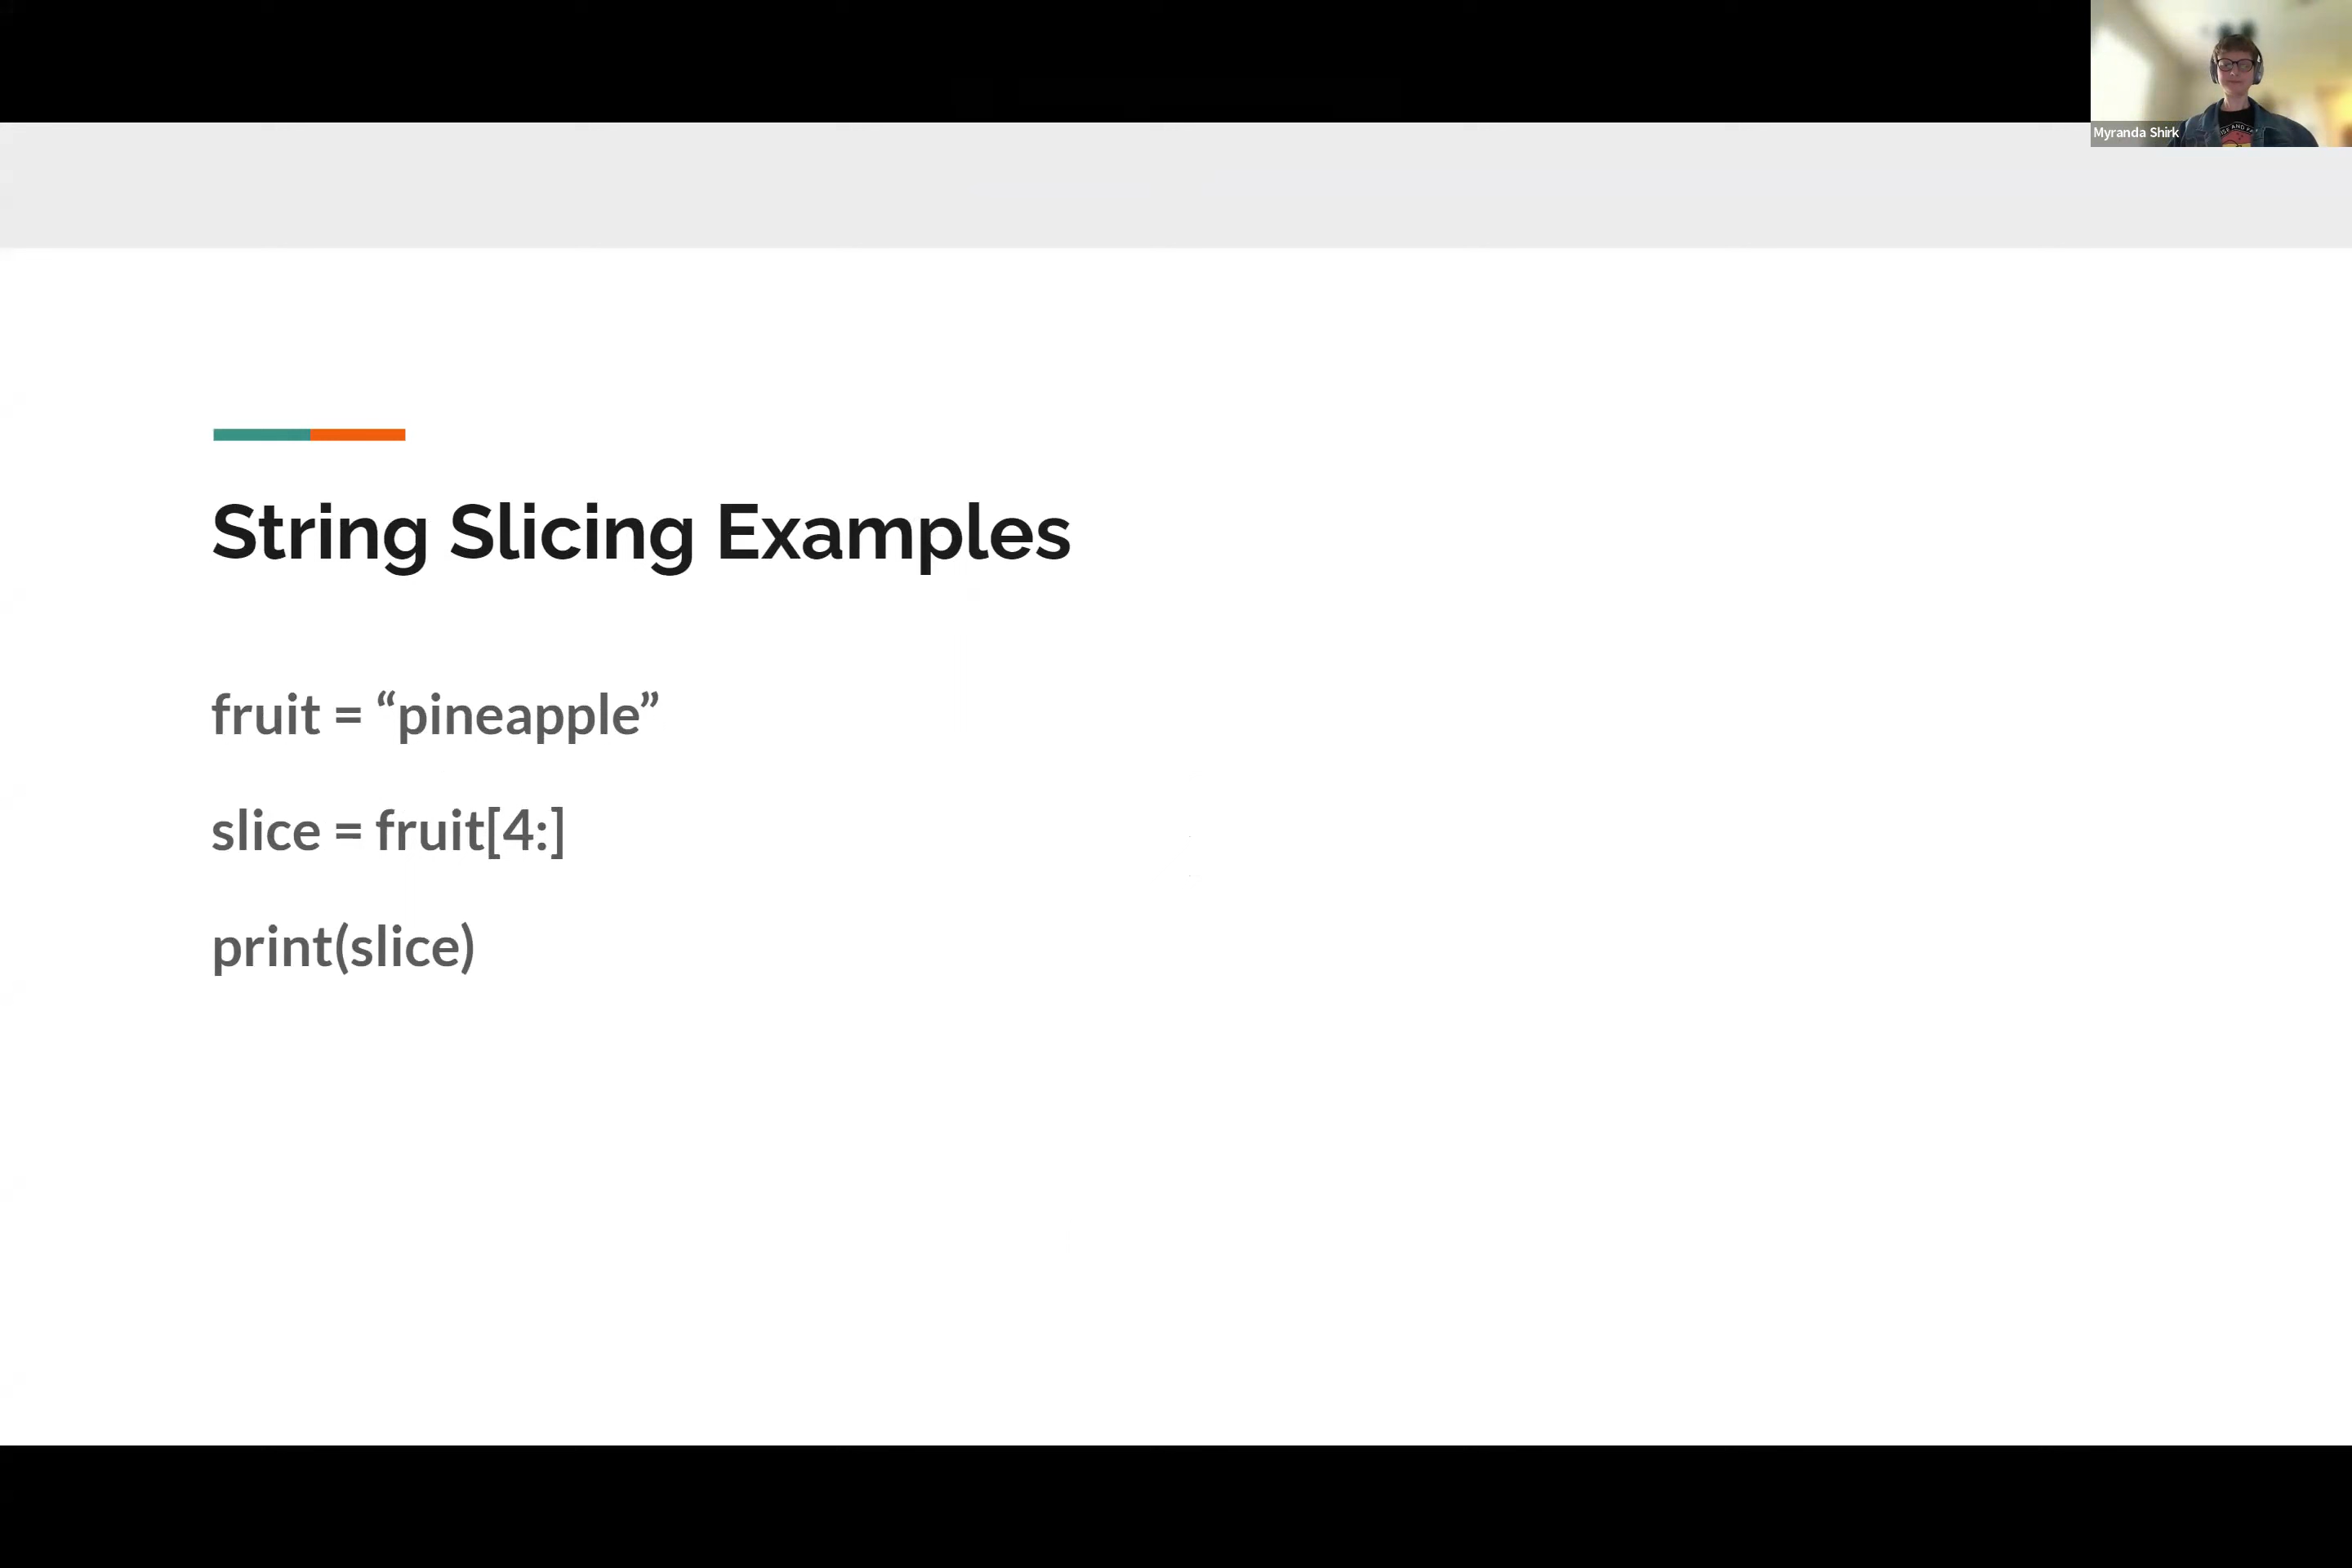 Myranda Shirk
String Slicing Examples
fruit = “pineapple”
slice = fruit[4:]
print(slice)